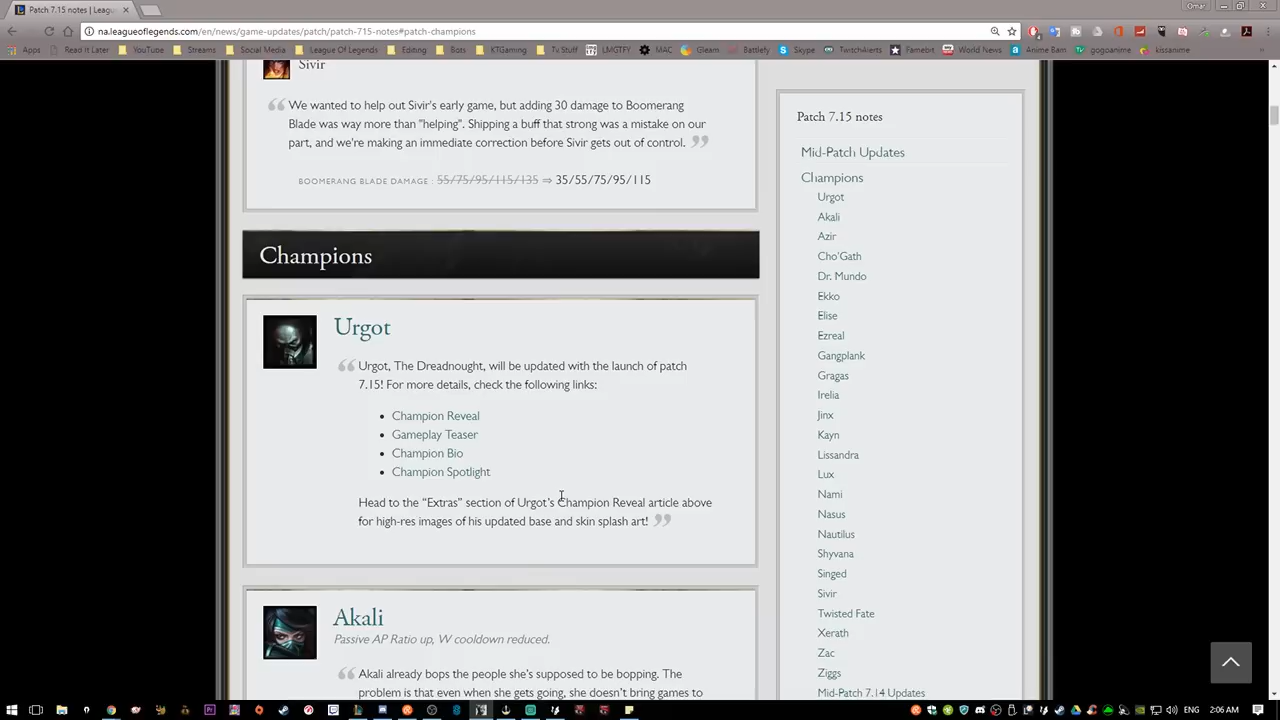 Patch 7.15 notes | Leag
Omar
na.leagueoflegends.com/en/news/game-updates/patch/patch-715-notes#patch-champions
Apps
Read It Later
YouTube
Streams
Social Media
League Of Legends
Editing
Bots
KTGaming
Tv Stuff
LMGTFY
MAC
Gleam
Battlefy
Skype
TwitchAlerts
Famebit
World News
Anime Bam
gogoanime
kissanime
Sivir
We wanted to help out Sivir's early game, but adding 30 damage to Boomerang
Blade was way more than "helping". Shipping a buff that strong was a mistake on our
part, and we're making an immediate correction before Sivir gets out of control.
BOOMERANG BLADE DAMAGE : 55/75/95/115/135 ⇒ 35/55/75/95/115
Champions
Urgot
Urgot, The Dreadnought, will be updated with the launch of patch
7.15! For more details, check the following links:
• Champion Reveal
• Gameplay Teaser
• Champion Bio
• Champion Spotlight
Head to the “Extras” section of Urgot's Champion Reveal article above
for high-res images of his updated base and skin splash art!
Akali
Passive AP Ratio up, W cooldown reduced.
Akali already bops the people she's supposed to be bopping. The
problem is that even when she gets going, she doesn't bring games to
Patch 7.15 notes
Mid-Patch Updates
Champions
Urgot
Akali
Azir
Cho'Gath
Dr. Mundo
Ekko
Elise
Ezreal
Gangplank
Gragas
Irelia
Jinx
Kayn
Lissandra
Lux
Nami
Nasus
Nautilus
Shyvana
Singed
Sivir
Twisted Fate
Xerath
Zac
Ziggs
Mid-Patch 7.14 Updates
ENG
2:06 AM